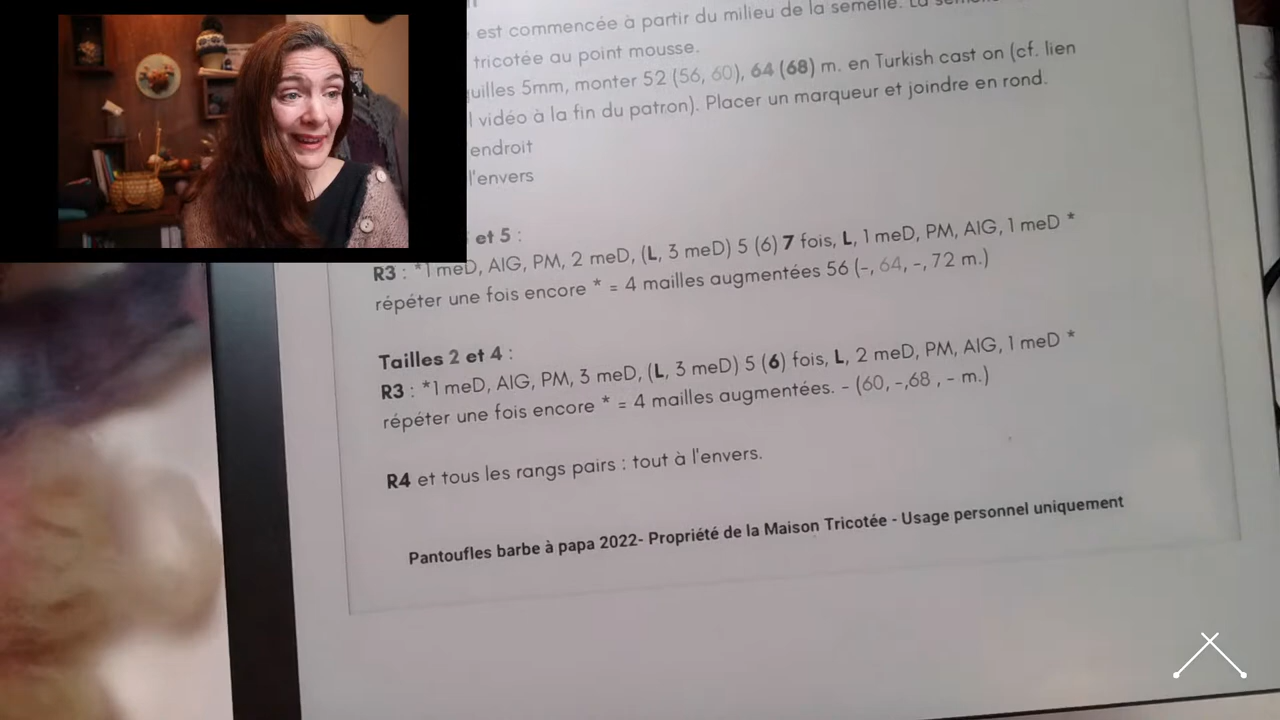 est commencée à partir du milieu de la semelle. La
tricotée au point mousse.
5mm, monter 52 (56, 60), 64 (68) m. en Turkish cast on (cf. lien
vidéo à la fin du patron). Placer un marqueur et joindre en rond.
endroit
l'envers
et 5 :
R3 : *1 meD, AIG, PM, 2 meD, (L, 3 meD) 5 (6) 7 fois, L, 1 meD, PM, AIG, 1 meD *
répéter une fois encore * = 4 mailles augmentées 56 (-, 64, -, 72 m.)
Tailles 2 et 4 :
R3 : *1 meD, AIG, PM, 3 meD, (L, 3 meD) 5 (6) fois, L, 2 meD, PM, AIG, 1 meD *
répéter une fois encore * = 4 mailles augmentées. - (60, -,68 , - m.)
R4 et tous les rangs pairs : tout à l'envers.
Pantoufles barbe à papa 2022- Propriété de la Maison Tricotée - Usage personnel uniquement